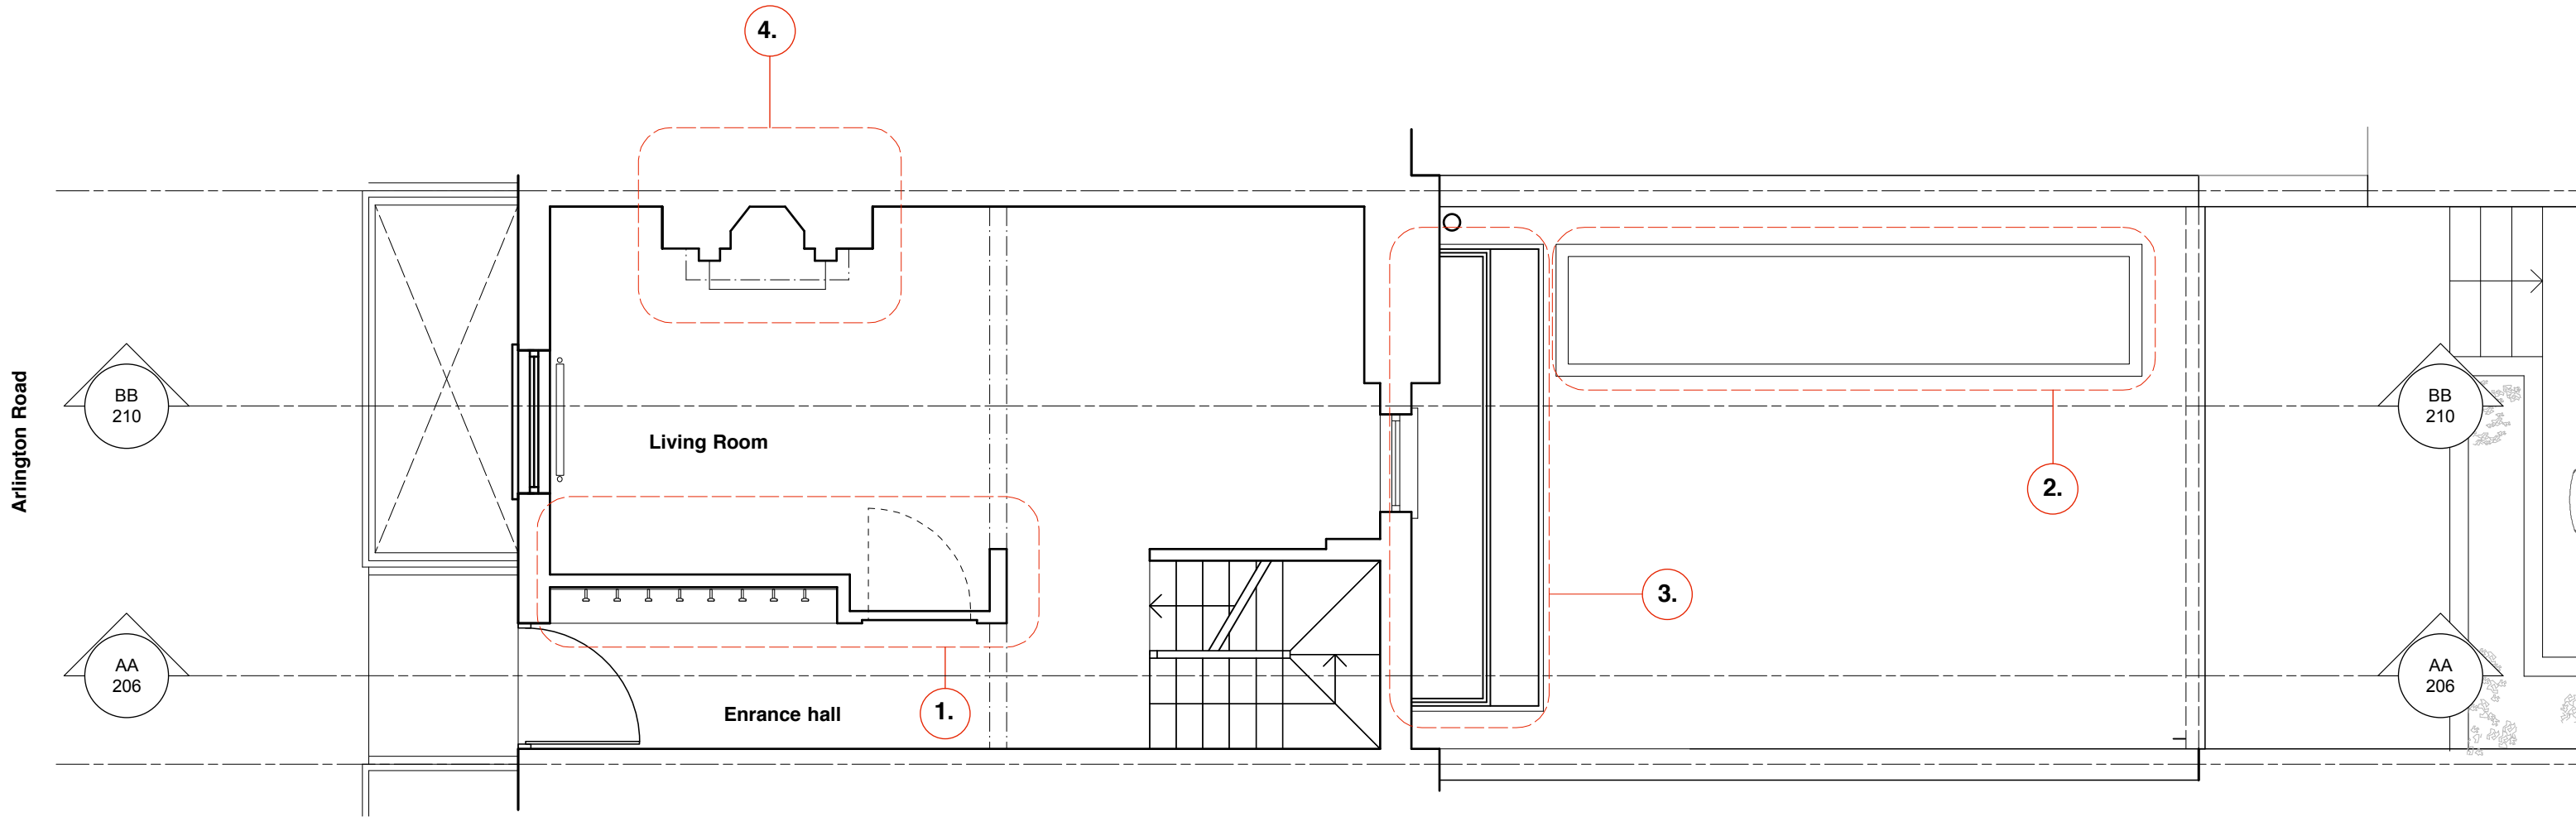 4.
Arlington Road
BB
210
BB
210
Living Room
2.
3.
AA
206
AA
206
Enrance hall
1.